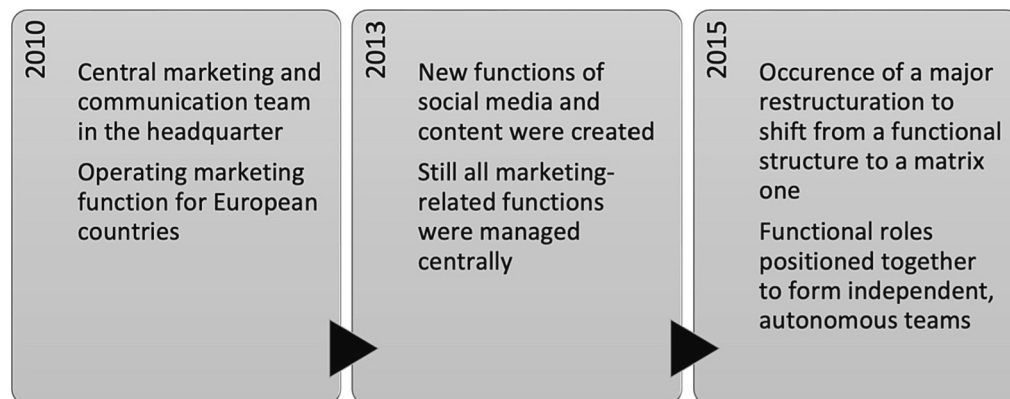 2010
Central marketing and
communication team
in the headquarter
Operating marketing
function for European
countries
2013
New functions of
social media and
content were created
Still all marketing-
related functions
were managed
centrally
2015
Occurence of a major
restructuration to
shift from a functional
structure to a matrix
one
Functional roles
positioned together
to form independent,
autonomous teams